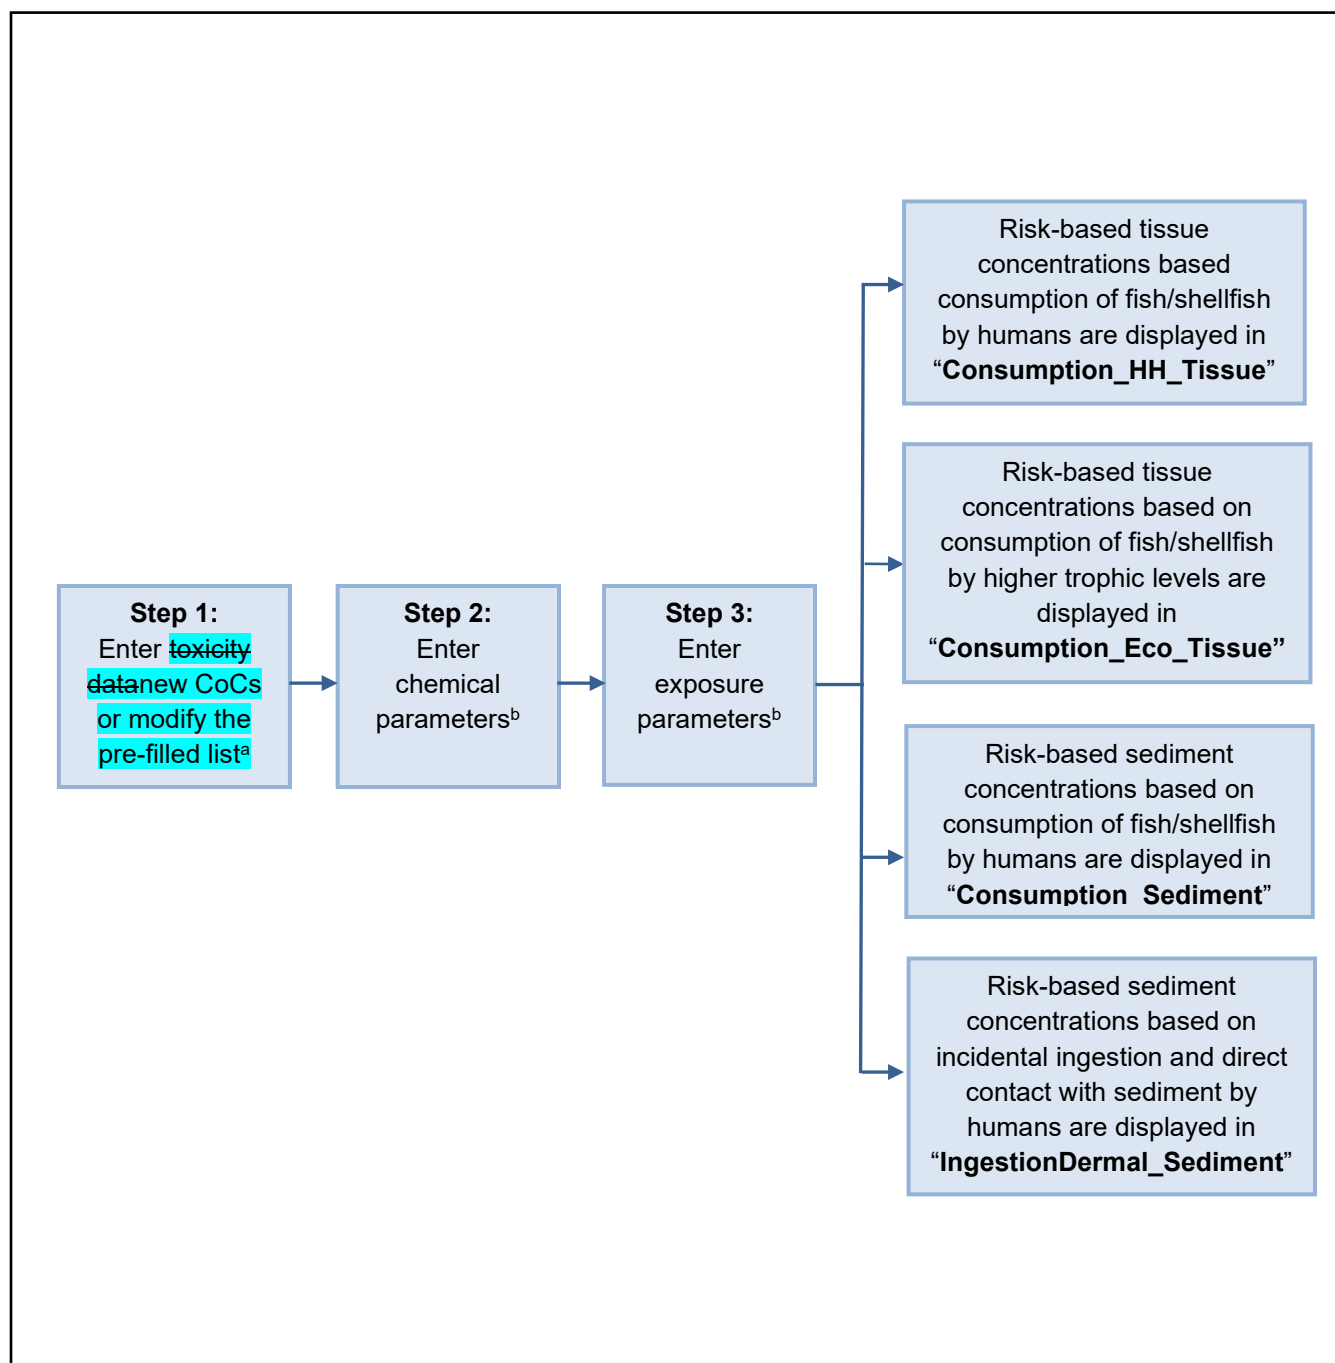 Step 1:
Enter toxicity
datanew CoCs
or modify the
pre-filled listᵃ
Step 2:
Enter
chemical
parametersᵇ
Step 3:
Enter
exposure
parametersᵇ
Risk-based tissue
concentrations based
consumption of fish/shellfish
by humans are displayed in
“Consumption_HH_Tissue”
Risk-based tissue
concentrations based on
consumption of fish/shellfish
by higher trophic levels are
displayed in
“Consumption_Eco_Tissue”
Risk-based sediment
concentrations based on
consumption of fish/shellfish
by humans are displayed in
“Consumption_Sediment”
Risk-based sediment
concentrations based on
incidental ingestion and direct
contact with sediment by
humans are displayed in
“IngestionDermal_Sediment”